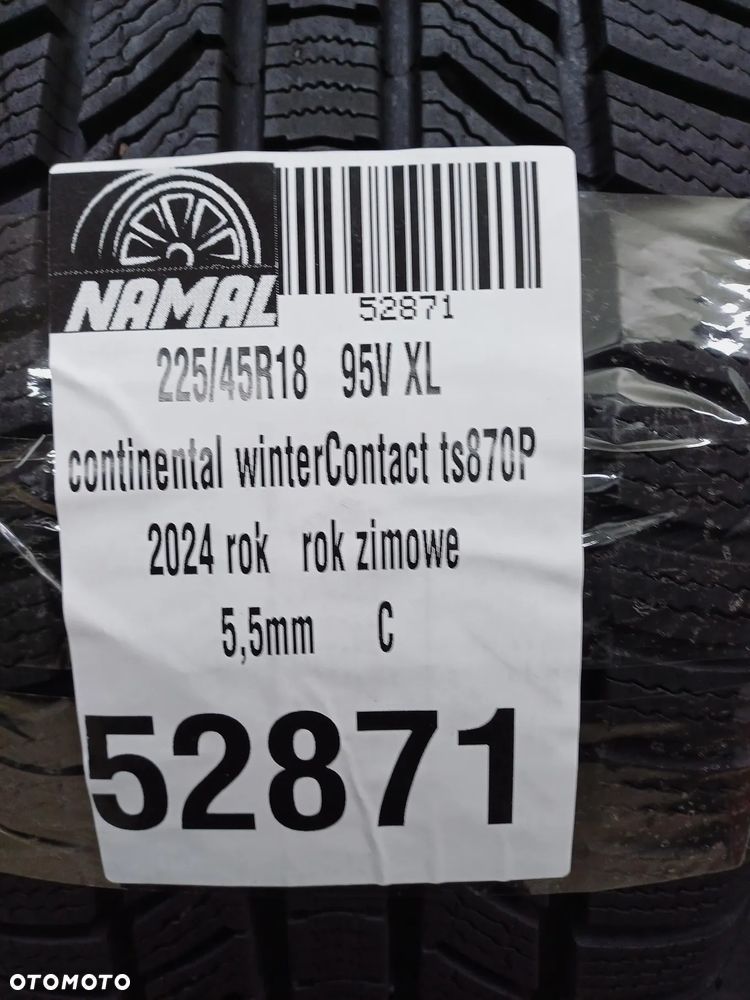 NAMAL
52871
225/45R18 95V XL
continental winterContact ts870P
2024 rok rok zimowe
5,5mm C
52871
OTOMOTO